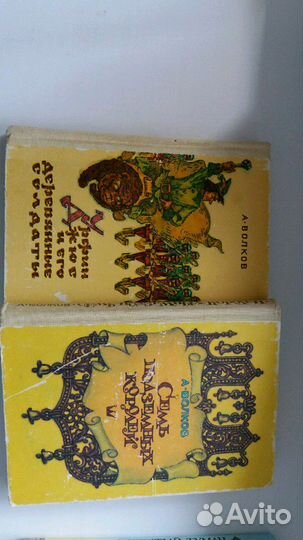 А·ВОЛКОВ
Урфин
Джюс
и его
деревянные
солдаты
А·ВОЛКОВ
СЕМЬ
ПОДЗЕМНЫХ
КОРОЛЕЙ
Avito